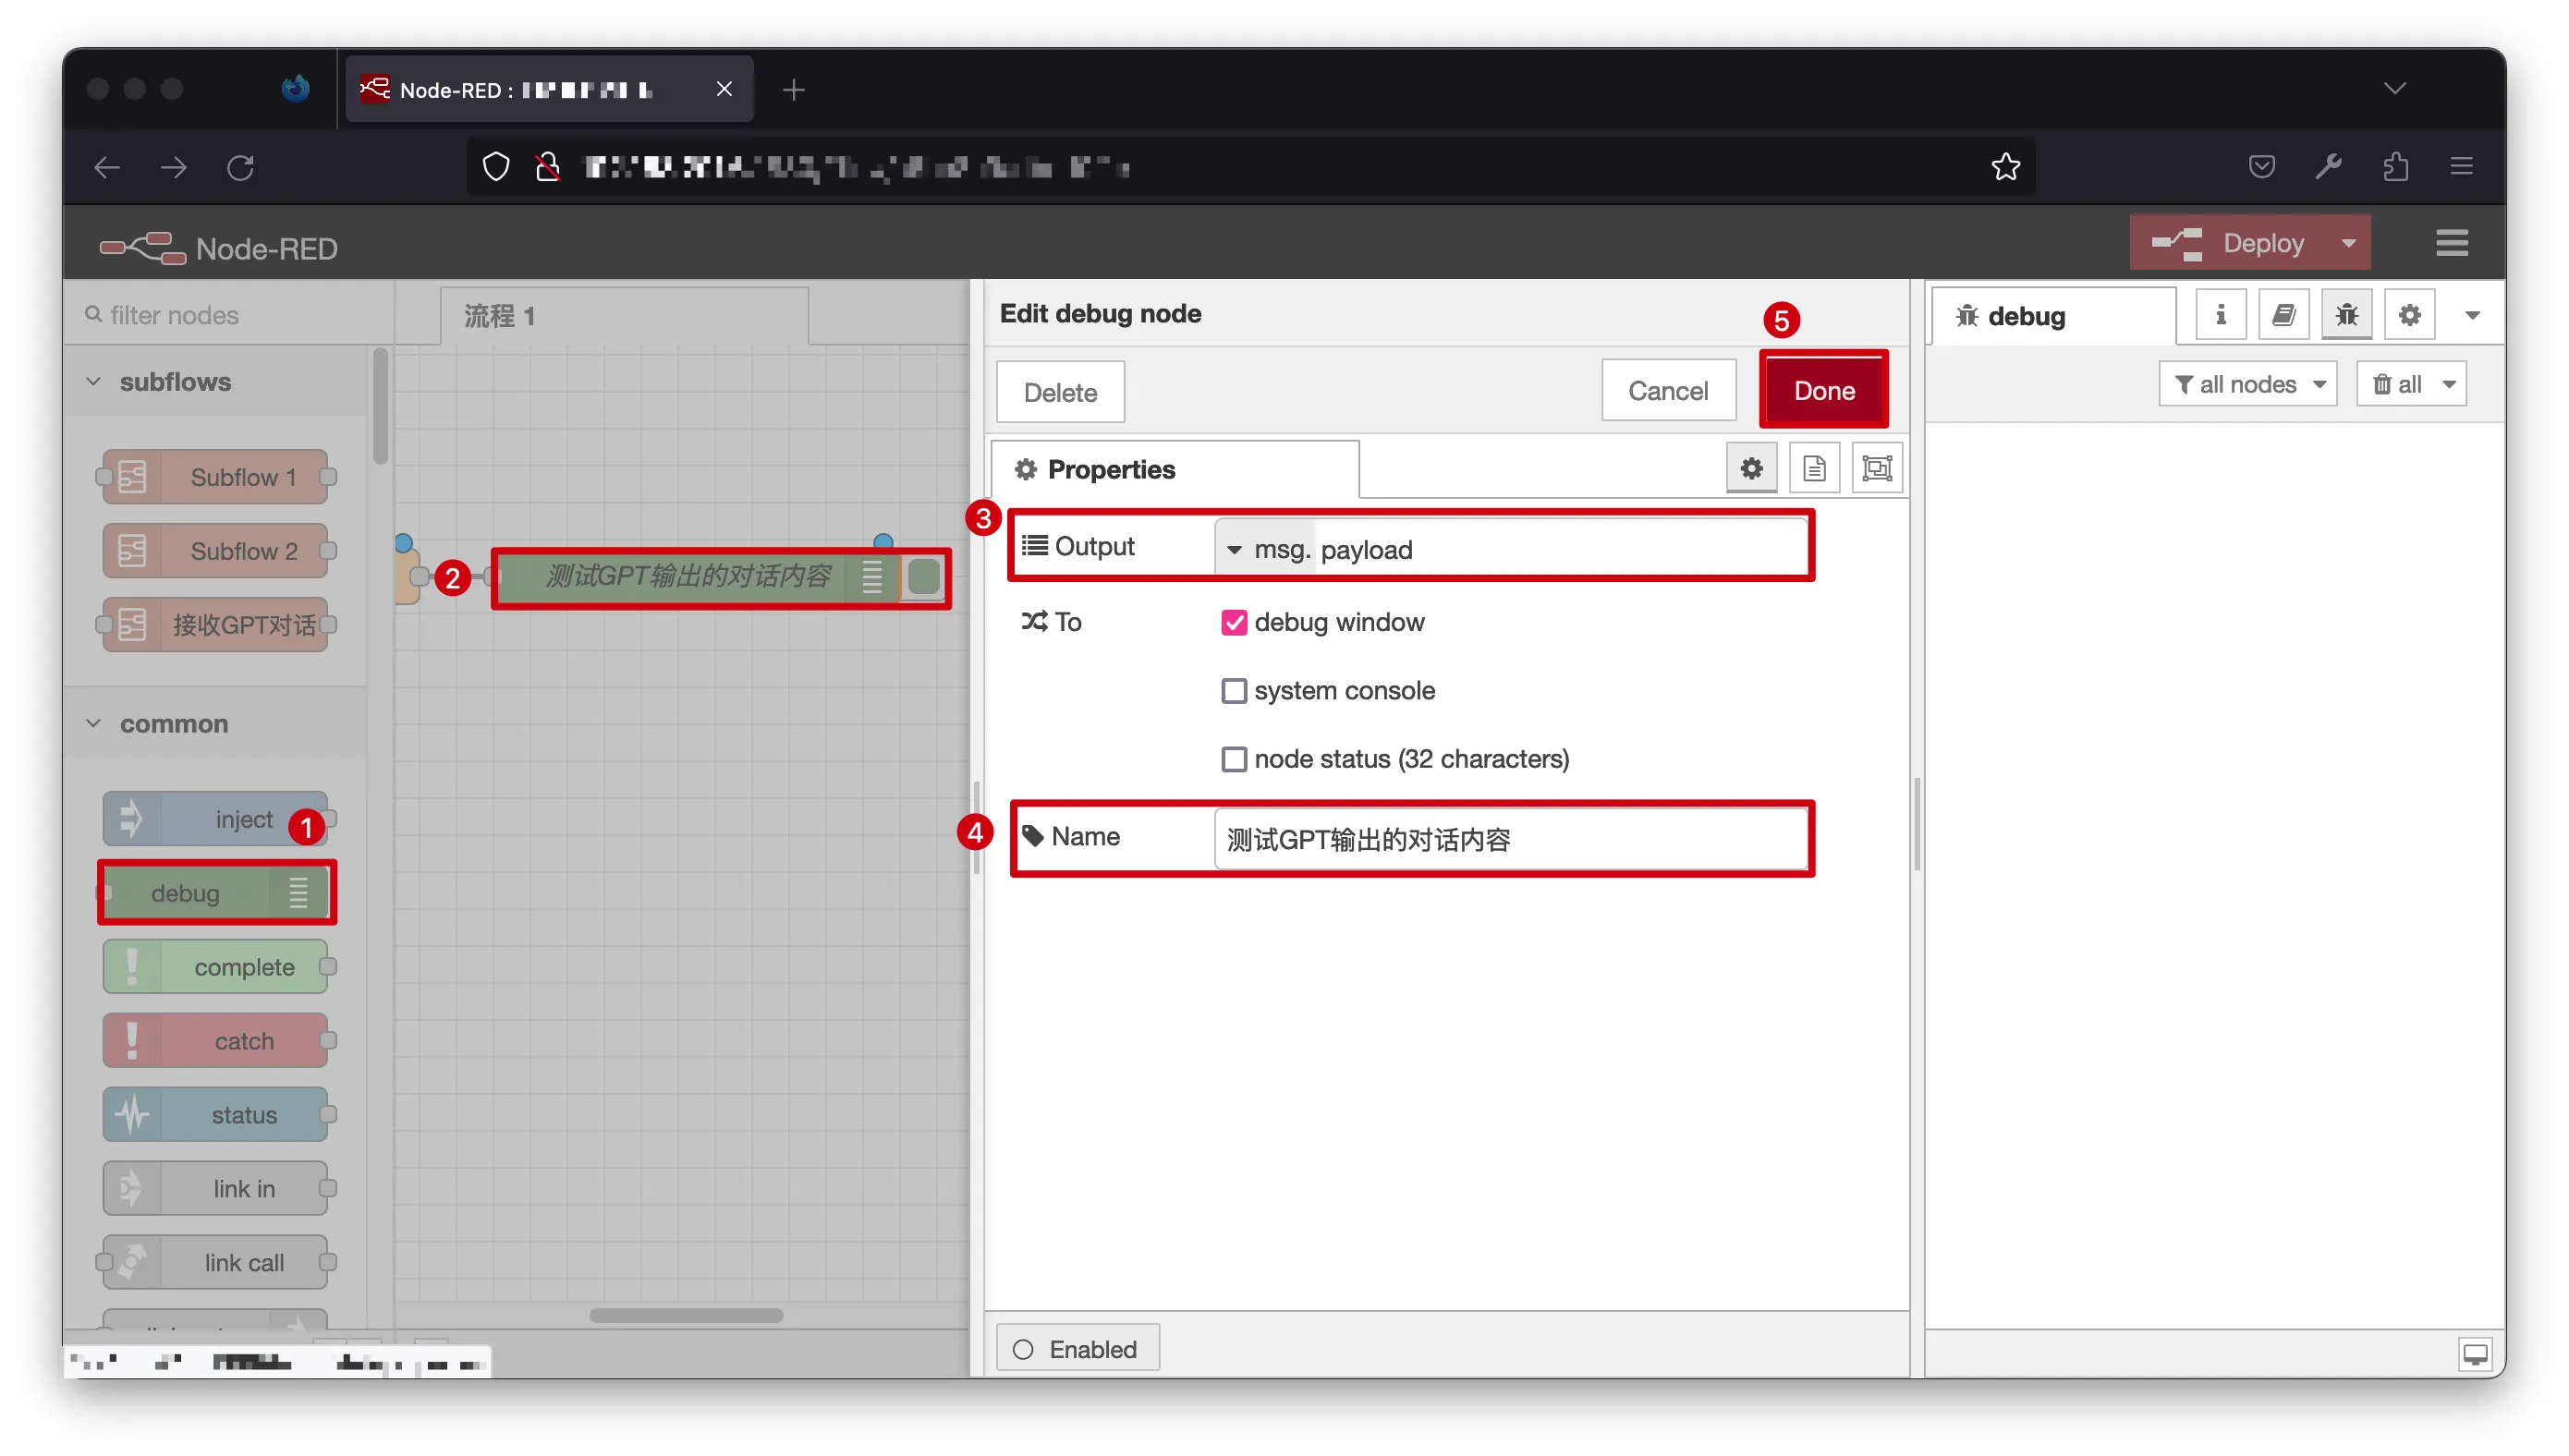 Node-RED :
Node-RED
Deploy
filter nodes
subflows
Subflow 1
Subflow 2
接收GPT对话
common
inject
1
debug
complete
catch
status
link in
link call
流程 1
2
测试GPT输出的对话内容
Edit debug node
5
Delete
Cancel
Done
Properties
3
Output
msg. payload
To
debug window
system console
node status (32 characters)
4
Name
测试GPT输出的对话内容
Enabled
debug
all nodes
all